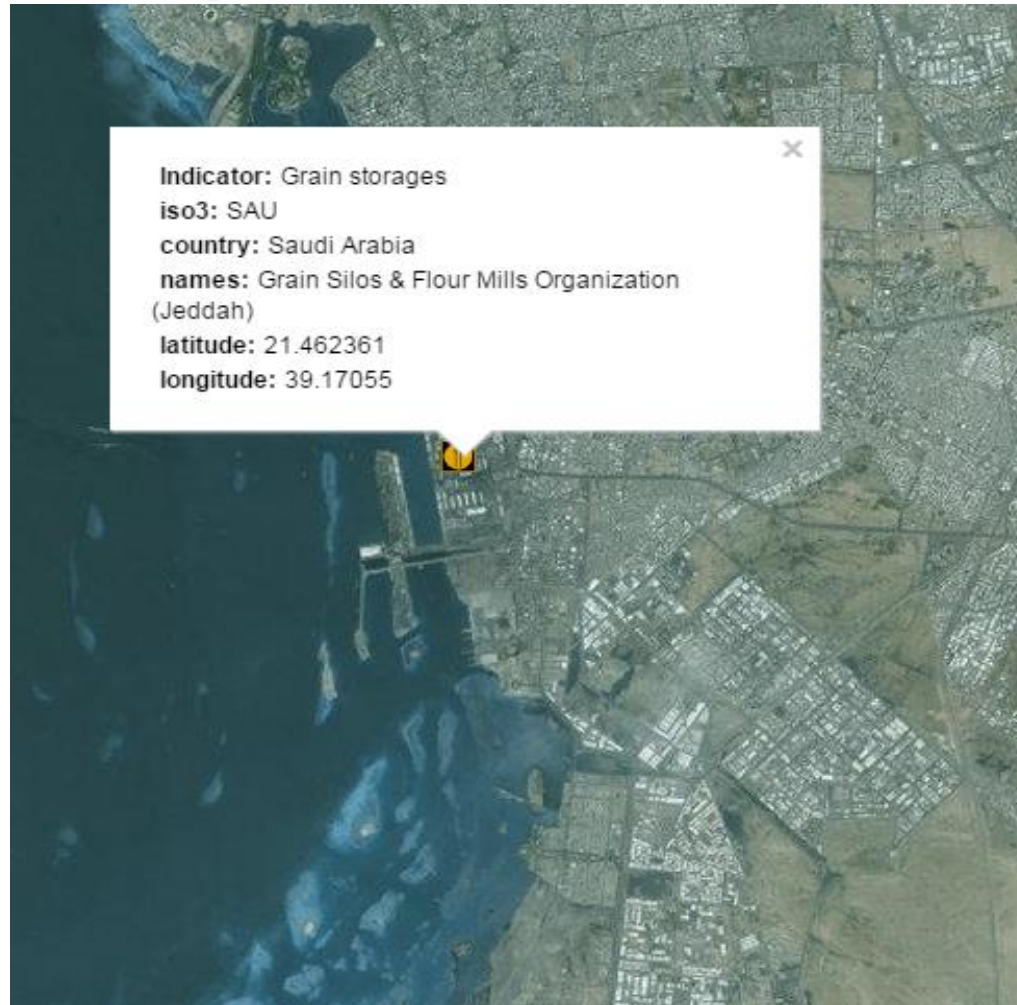 Indicator: Grain storages
iso3: SAU
country: Saudi Arabia
names: Grain Silos & Flour Mills Organization
(Jeddah)
latitude: 21.462361
longitude: 39.17055